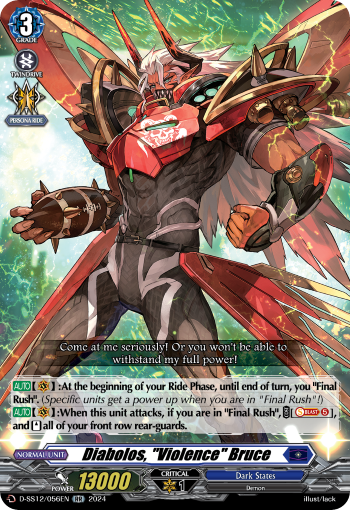 3
GRADE
TWINDRIVE
PERSONA RIDE
Come at me seriously! Or you won't be able to
withstand my full power!
AUTO [ ]:At the beginning of your Ride Phase, until end of turn, you "Final
Rush". (Specific units get a power up when you are in "Final Rush"!)
AUTO [ ]:When this unit attacks, if you are in "Final Rush", [ BLAST 5],
and [ ] all of your front row rear-guards.
NORMAL UNIT
Diabolos, "Violence" Bruce
POWER 13000
CRITICAL
1
Dark States
Demon
D-SS12/056EN RR 2024
illust/lack